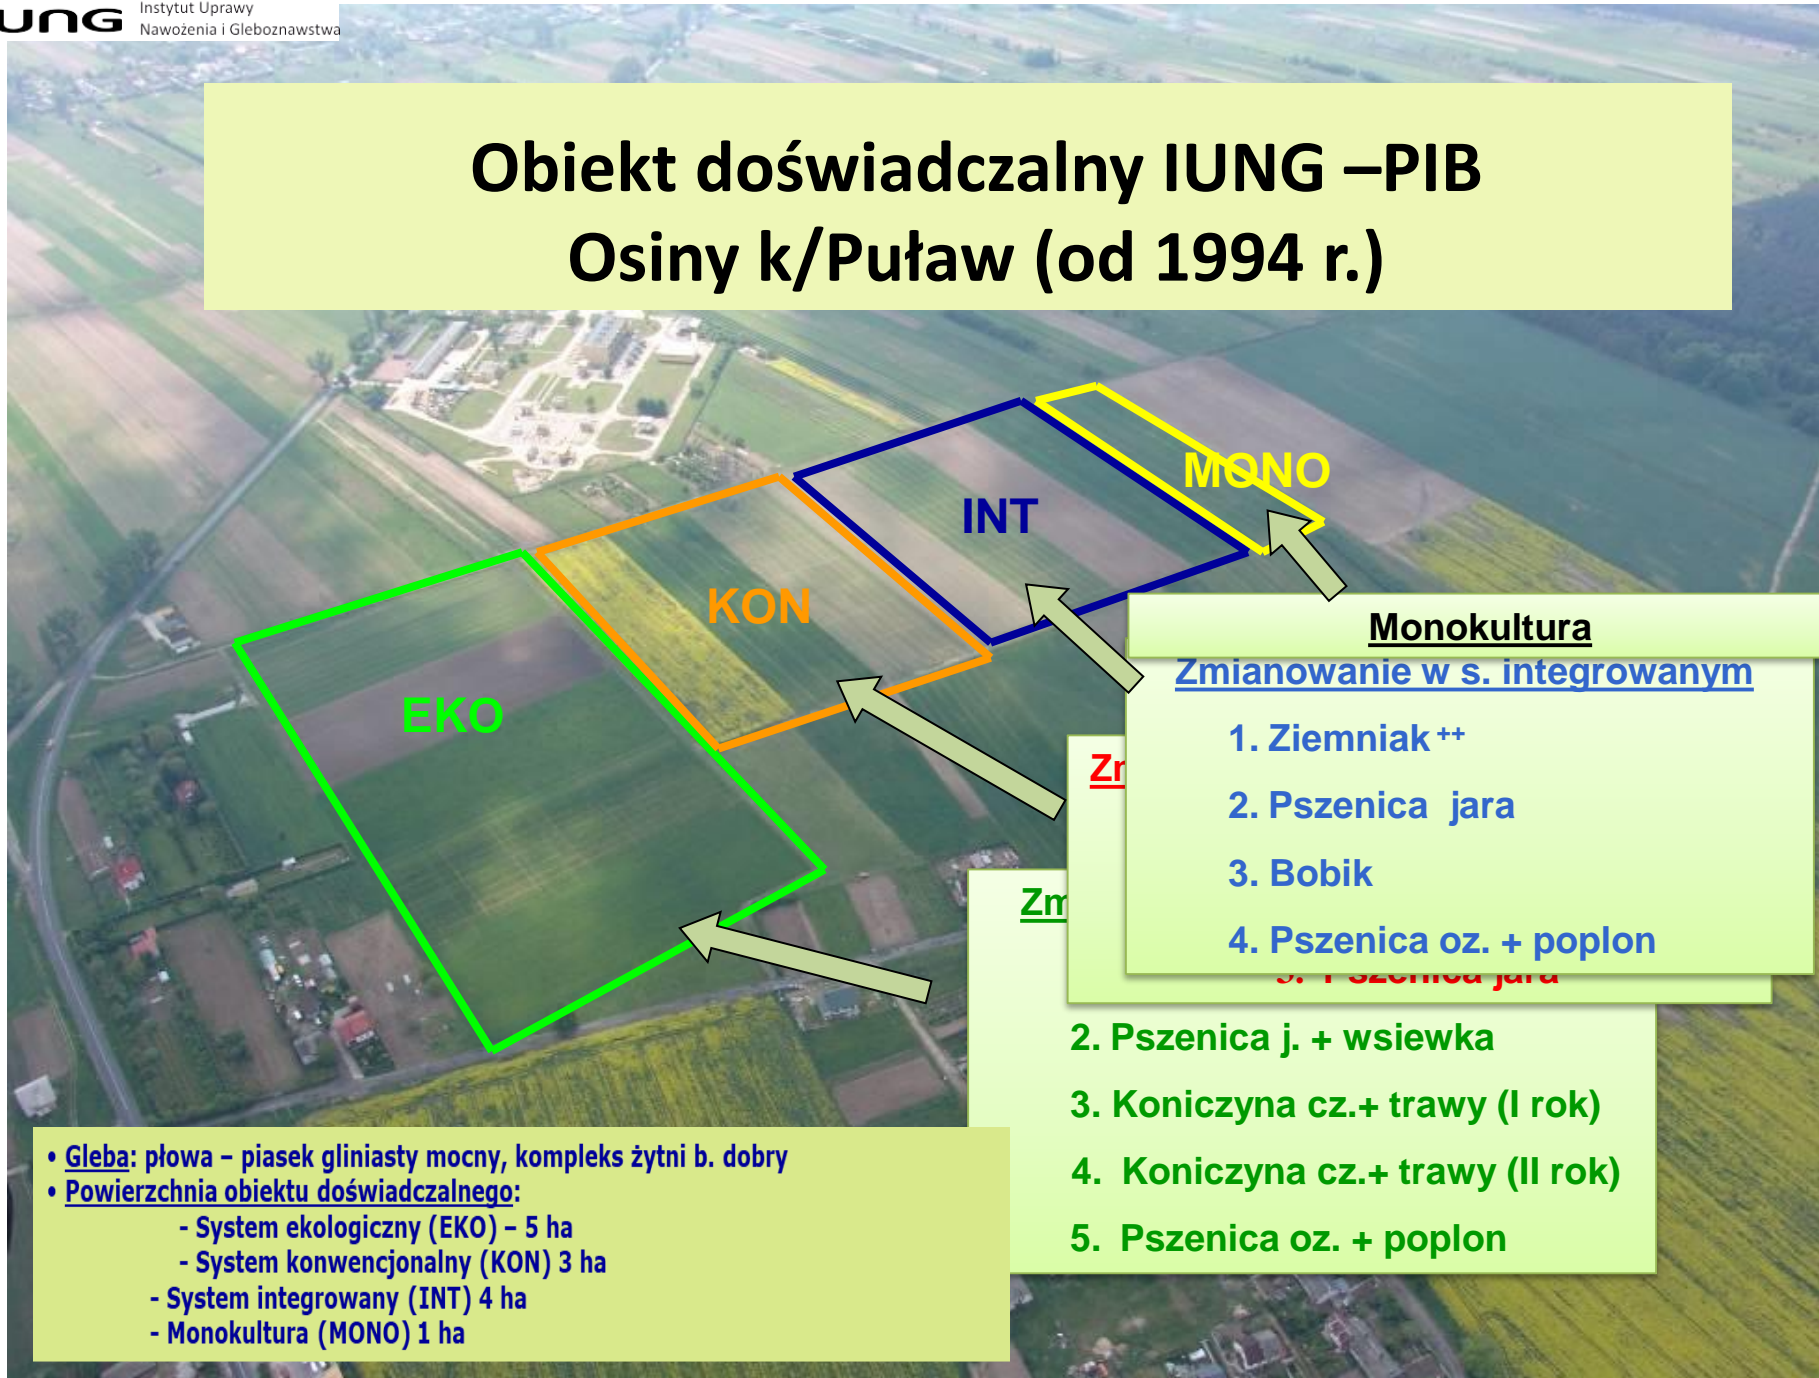 Instytut Uprawy
Nawożenia i Gleboznawstwa
Obiekt doświadczalny IUNG –PIB
Osiny k/Puław (od 1994 r.)
MONO
INT
KON
EKO
Monokultura
Zmianowanie w s. integrowanym
1. Ziemniak ++
2. Pszenica jara
3. Bobik
4. Pszenica oz. + poplon
3. Pszenica jara
2. Pszenica j. + wsiewka
3. Koniczyna cz.+ trawy (I rok)
4. Koniczyna cz.+ trawy (II rok)
5. Pszenica oz. + poplon
• Gleba: płowa – piasek gliniasty mocny, kompleks żytni b. dobry
• Powierzchnia obiektu doświadczalnego:
- System ekologiczny (EKO) – 5 ha
- System konwencjonalny (KON) 3 ha
- System integrowany (INT) 4 ha
- Monokultura (MONO) 1 ha